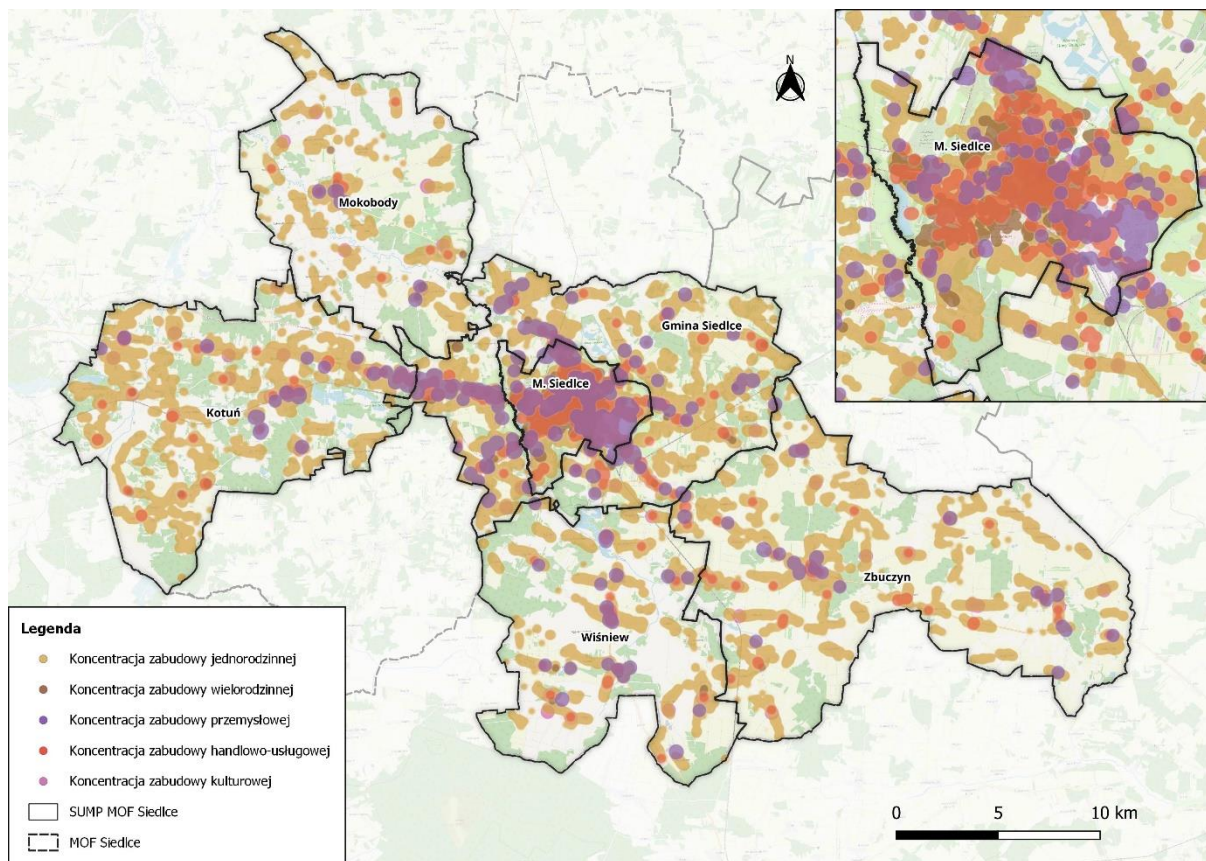 N
M. Siedlce
Mokobody
Gmina Siedlce
M. Siedlce
Kotuń
Zbuczyn
Wiśniew
Legenda
Koncentracja zabudowy jednorodzinnej
Koncentracja zabudowy wielorodzinnej
Koncentracja zabudowy przemysłowej
Koncentracja zabudowy handlowo-usługowej
Koncentracja zabudowy kulturowej
SUMP MOF Siedlce
MOF Siedlce
0 5 10 km